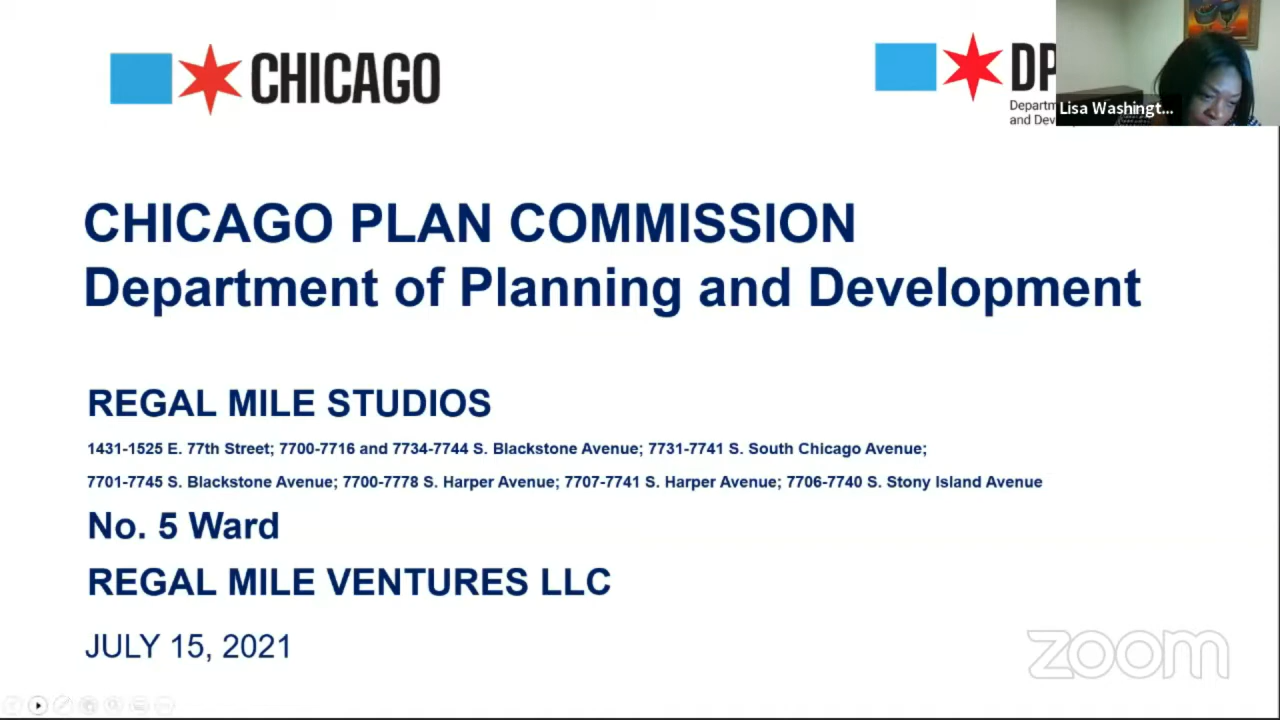 CHICAGO
DP
Departm
and Deve
Lisa Washingt...
CHICAGO PLAN COMMISSION
Department of Planning and Development
REGAL MILE STUDIOS
1431-1525 E. 77th Street; 7700-7716 and 7734-7744 S. Blackstone Avenue; 7731-7741 S. South Chicago Avenue;
7701-7745 S. Blackstone Avenue; 7700-7778 S. Harper Avenue; 7707-7741 S. Harper Avenue; 7706-7740 S. Stony Island Avenue
No. 5 Ward
REGAL MILE VENTURES LLC
JULY 15, 2021
zoom